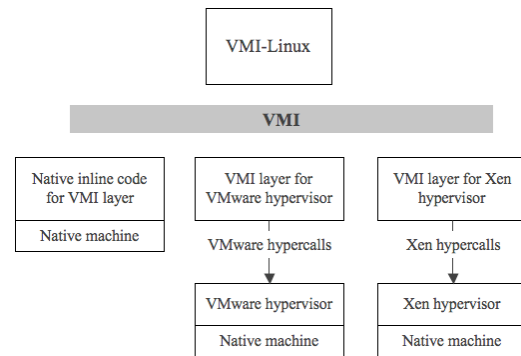 VMI-Linux
VMI
Native inline code
for VMI layer
Native machine
VMI layer for
VMware hypervisor
VMware hypercalls
VMware hypervisor
Native machine
VMI layer for Xen
hypervisor
Xen hypercalls
Xen hypervisor
Native machine